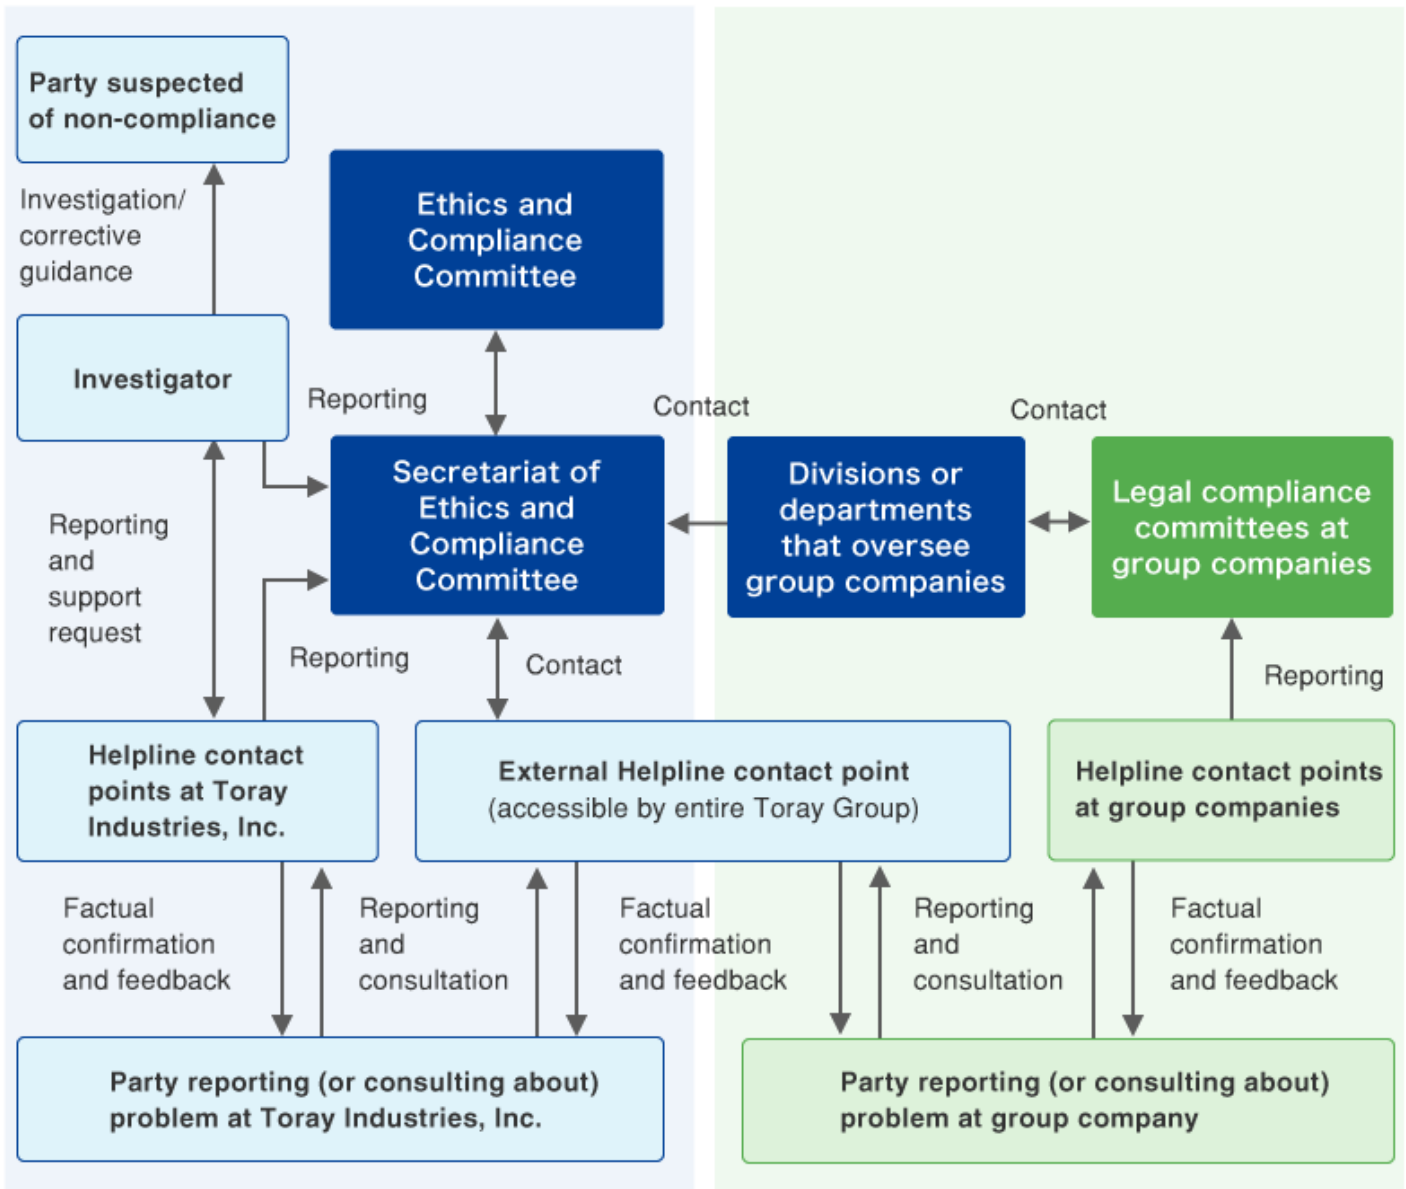 Party suspected
of non-compliance
Investigation/
corrective
guidance
Ethics and
Compliance
Committee
Investigator
Reporting
Contact
Contact
Secretariat of
Ethics and
Compliance
Committee
Divisions or
departments
that oversee
group companies
Legal compliance
committees at
group companies
Reporting
and
support
request
Reporting
Contact
Reporting
Helpline contact
points at Toray
Industries, Inc.
External Helpline contact point
(accessible by entire Toray Group)
Helpline contact points
at group companies
Factual
confirmation
and feedback
Reporting
and
consultation
Factual
confirmation
and feedback
Reporting
and
consultation
Factual
confirmation
and feedback
Party reporting (or consulting about)
problem at Toray Industries, Inc.
Party reporting (or consulting about)
problem at group company